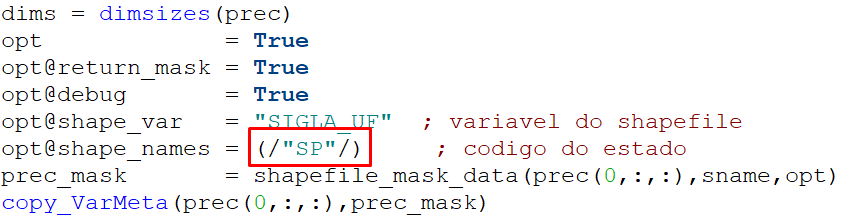 dims = dimsizes(prec)
opt             = True
opt@return_mask = True
opt@debug       = True
opt@shape_var   = "SIGLA_UF"  ; variavel do shapefile
opt@shape_names = (/"SP"/)     ; codigo do estado
prec_mask       = shapefile_mask_data(prec(0,:,:),sname,opt)
copy_VarMeta(prec(0,:,:),prec_mask)